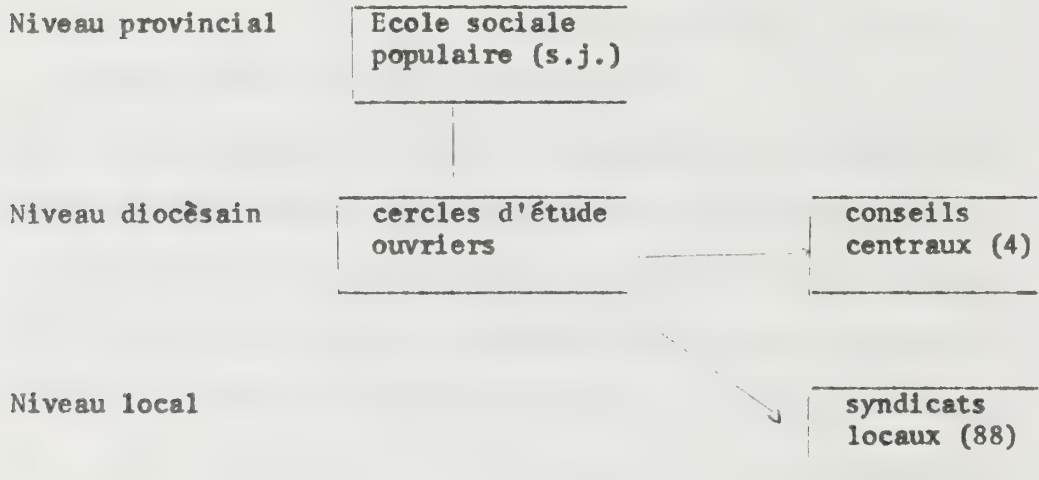 Niveau provincial
Ecole sociale
populaire (s.j.)
Niveau diocèsain
cercles d'étude
ouvriers
conseils
centraux (4)
Niveau local
syndicats
locaux (88)